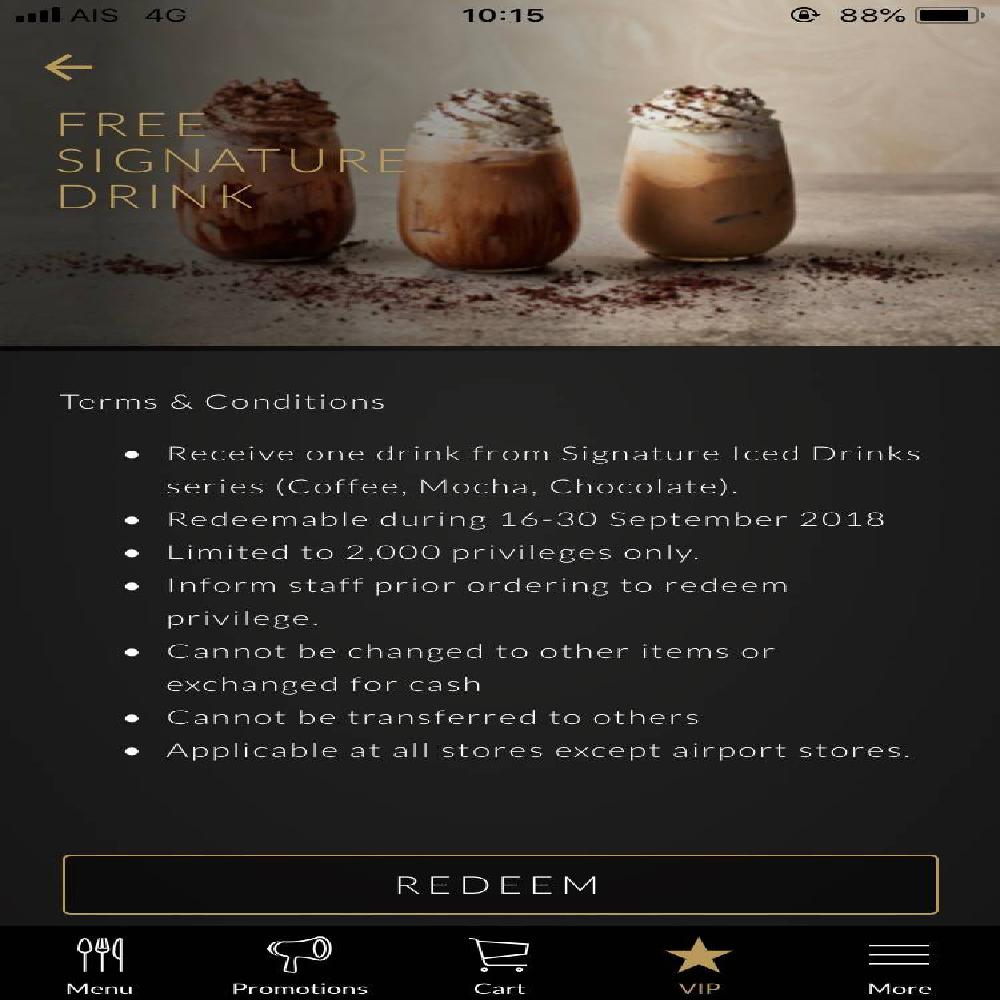 AIS 4G 10:15 88%
FREE
SIGNATURE
DRINK
Terms & Conditions
• Receive one drink from Signature Iced Drinks
series (Coffee, Mocha, Chocolate).
• Redeemable during 16-30 September 2018
• Limited to 2,000 privileges only.
• Inform staff prior ordering to redeem
privilege.
• Cannot be changed to other items or
exchanged for cash
• Cannot be transferred to others
• Applicable at all stores except airport stores.
REDEEM
Menu Promotions Cart VIP More